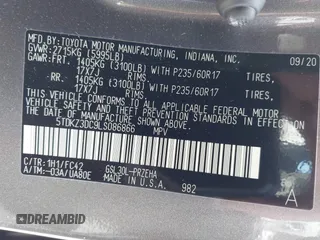 MFD. BY:
TOYOTA MOTOR MANUFACTURING, INDIANA, INC. 09/20
GVWR: 2715KG (5995LB)
GAWR: FRT. 1405KG (3100LB) WITH P235/60R17 TIRES,
17X7J RIMS
RR. 1405KG (3100LB) WITH P235/60R17 TIRES,
17X7J RIMS
THIS VEHICLE CONFORMS TO ALL APPLICABLE FEDERAL MOTOR
VEHICLE SAFETY, AND THEFT PREVENTION STANDARDS
IN EFFECT ON THE DATE OF MANUFACTURE SHOWN ABOVE.
5TDKZ3DC9LS086866 MPV
C/TR: 1H1/FC42 GSL30L-PRZEHA
A/TM: -03A/UA80E MADE IN U.S.A. 982 A